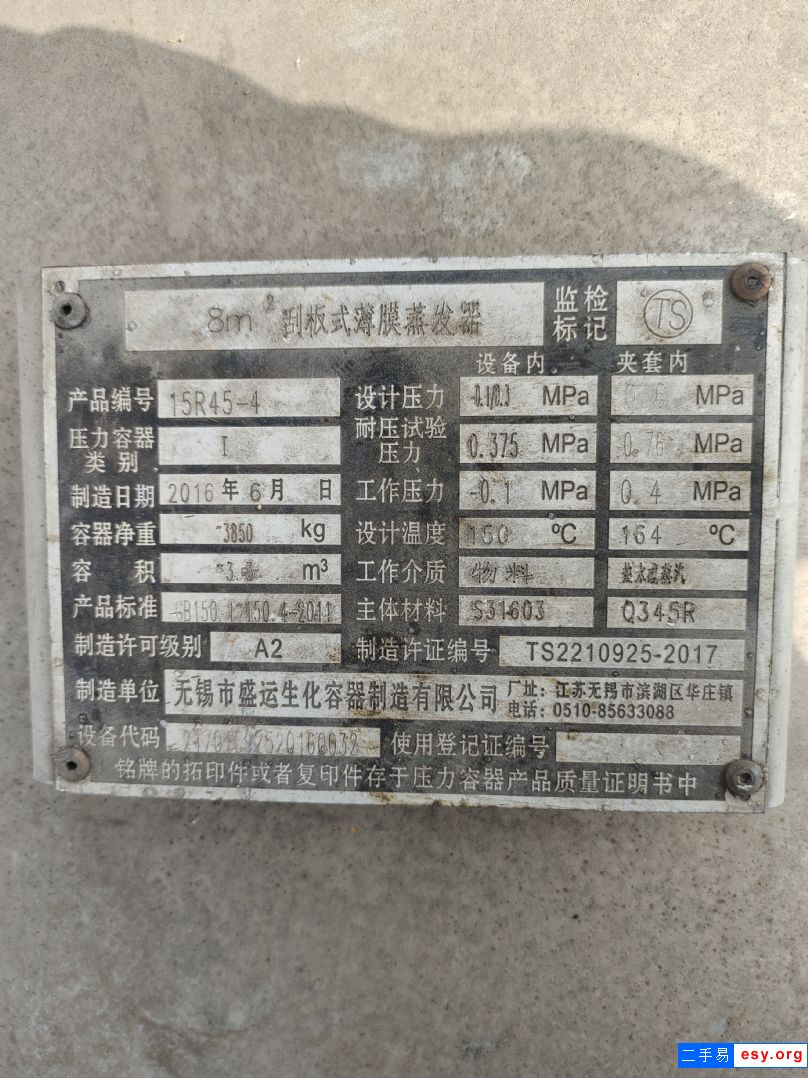 8m² 刮板式薄膜蒸发器 监检标记 TS
设备内 夹套内
产品编号 15R45-4 设计压力 -0.1/0.3 MPa MPa
压力容器类别 I 耐压试验压力 0.375 MPa 0.76 MPa
制造日期 2016年6月 日 工作压力 -0.1 MPa 0.4 MPa
容器净重 ~3850 kg 设计温度 150 ℃ 164 ℃
容 积 m³ 工作介质 物料 热水或蒸汽
产品标准 主体材料 S31603 Q345R
制造许可级别 A2 制造许证编号 TS2210925-2017
制造单位 无锡市盛运生化容器制造有限公司 厂址:江苏无锡市滨湖区华庄镇
电话:0510-85633088
设备代码 使用登记证编号
铭牌的拓印件或者复印件存于压力容器产品质量证明书中
二手易 esy.org